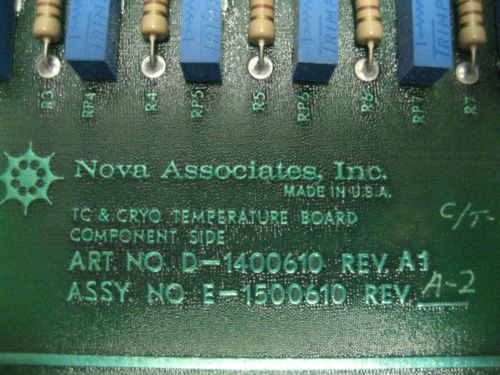 TRIMPOT
R3 RP4 R4 RP5 R5 RP6 R6 RP7 R7
Nova Associates, Inc.
MADE IN U.S.A.
TC & CRYO TEMPERATURE BOARD
C/T-
COMPONENT SIDE
ART. NO. D-1400610 REV. A1
ASSY. NO. E-1500610 REV. A-2